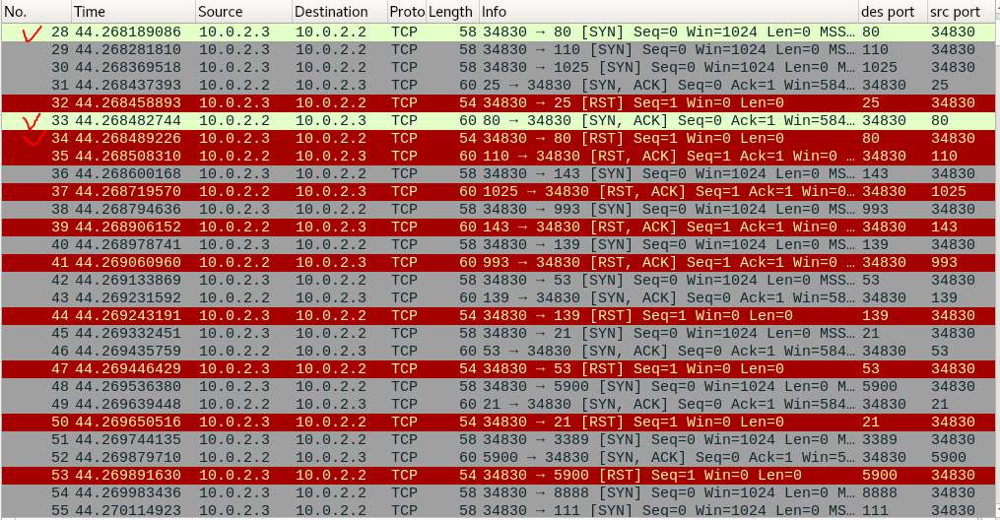 No. Time Source Destination Proto Length Info des port src port
28 44.268189086 10.0.2.3 10.0.2.2 TCP 58 34830 → 80 [SYN] Seq=0 Win=1024 Len=0 MSS… 80 34830
29 44.268281810 10.0.2.3 10.0.2.2 TCP 58 34830 → 110 [SYN] Seq=0 Win=1024 Len=0 MS… 110 34830
30 44.268369518 10.0.2.3 10.0.2.2 TCP 58 34830 → 1025 [SYN] Seq=0 Win=1024 Len=0 M… 1025 34830
31 44.268437393 10.0.2.2 10.0.2.3 TCP 60 25 → 34830 [SYN, ACK] Seq=0 Ack=1 Win=584… 34830 25
32 44.268458893 10.0.2.3 10.0.2.2 TCP 54 34830 → 25 [RST] Seq=1 Win=0 Len=0 25 34830
33 44.268482744 10.0.2.2 10.0.2.3 TCP 60 80 → 34830 [SYN, ACK] Seq=0 Ack=1 Win=584… 34830 80
34 44.268489226 10.0.2.3 10.0.2.2 TCP 54 34830 → 80 [RST] Seq=1 Win=0 Len=0 80 34830
35 44.268508310 10.0.2.2 10.0.2.3 TCP 60 110 → 34830 [RST, ACK] Seq=1 Ack=1 Win=0 … 34830 110
36 44.268600168 10.0.2.3 10.0.2.2 TCP 58 34830 → 143 [SYN] Seq=0 Win=1024 Len=0 MS… 143 34830
37 44.268719570 10.0.2.2 10.0.2.3 TCP 60 1025 → 34830 [RST, ACK] Seq=1 Ack=1 Win=0… 34830 1025
38 44.268794636 10.0.2.3 10.0.2.2 TCP 58 34830 → 993 [SYN] Seq=0 Win=1024 Len=0 MS… 993 34830
39 44.268906152 10.0.2.2 10.0.2.3 TCP 60 143 → 34830 [RST, ACK] Seq=1 Ack=1 Win=0 … 34830 143
40 44.268978741 10.0.2.3 10.0.2.2 TCP 58 34830 → 139 [SYN] Seq=0 Win=1024 Len=0 MS… 139 34830
41 44.269060960 10.0.2.2 10.0.2.3 TCP 60 993 → 34830 [RST, ACK] Seq=1 Ack=1 Win=0 … 34830 993
42 44.269133869 10.0.2.3 10.0.2.2 TCP 58 34830 → 53 [SYN] Seq=0 Win=1024 Len=0 MSS… 53 34830
43 44.269231592 10.0.2.2 10.0.2.3 TCP 60 139 → 34830 [SYN, ACK] Seq=0 Ack=1 Win=58… 34830 139
44 44.269243191 10.0.2.3 10.0.2.2 TCP 54 34830 → 139 [RST] Seq=1 Win=0 Len=0 139 34830
45 44.269332451 10.0.2.3 10.0.2.2 TCP 58 34830 → 21 [SYN] Seq=0 Win=1024 Len=0 MSS… 21 34830
46 44.269435759 10.0.2.2 10.0.2.3 TCP 60 53 → 34830 [SYN, ACK] Seq=0 Ack=1 Win=584… 34830 53
47 44.269446429 10.0.2.3 10.0.2.2 TCP 54 34830 → 53 [RST] Seq=1 Win=0 Len=0 53 34830
48 44.269536380 10.0.2.3 10.0.2.2 TCP 58 34830 → 5900 [SYN] Seq=0 Win=1024 Len=0 M… 5900 34830
49 44.269639448 10.0.2.2 10.0.2.3 TCP 60 21 → 34830 [SYN, ACK] Seq=0 Ack=1 Win=584… 34830 21
50 44.269650516 10.0.2.3 10.0.2.2 TCP 54 34830 → 21 [RST] Seq=1 Win=0 Len=0 21 34830
51 44.269744135 10.0.2.3 10.0.2.2 TCP 58 34830 → 3389 [SYN] Seq=0 Win=1024 Len=0 M… 3389 34830
52 44.269879710 10.0.2.2 10.0.2.3 TCP 60 5900 → 34830 [SYN, ACK] Seq=0 Ack=1 Win=5… 34830 5900
53 44.269891630 10.0.2.3 10.0.2.2 TCP 54 34830 → 5900 [RST] Seq=1 Win=0 Len=0 5900 34830
54 44.269983436 10.0.2.3 10.0.2.2 TCP 58 34830 → 8888 [SYN] Seq=0 Win=1024 Len=0 M… 8888 34830
55 44.270114923 10.0.2.3 10.0.2.2 TCP 58 34830 → 111 [SYN] Seq=0 Win=1024 Len=0 MS… 111 34830